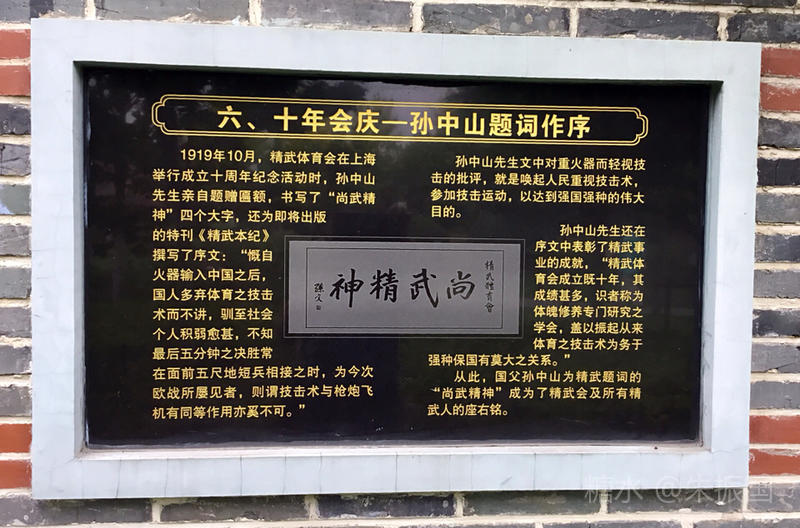 六、十年会庆—孙中山题词作序
1919年10月，精武体育会在上海
举行成立十周年纪念活动时，孙中山
先生亲自题赠匾额，书写了“尚武精
神”四个大字，还为即将出版
的特刊《精武本纪》
撰写了序文：“慨自
火器输入中国之后，
国人多弃体育之技击
术而不讲，驯至社会
个人积弱愈甚，不知
最后五分钟之决胜常
在面前五尺地短兵相接之时，为今次
欧战所屡见者，则谓技击术与枪炮飞
机有同等作用亦奚不可。”
精武體育會
神精武尚
孫文
孙中山先生文中对重火器而轻视技
击的批评，就是唤起人民重视技击术，
参加技击运动，以达到强国强种的伟大
目的。
孙中山先生还在
序文中表彰了精武事
业的成就，“精武体
育会成立既十年，其
成绩甚多，识者称为
体魄修养专门研究之
学会，盖以振起从来
体育之技击术为务于
强种保国有莫大之关系。”
从此，国父孙中山为精武题词的
“尚武精神”成为了精武会及所有精
武人的座右铭。
糖水 @朱振国